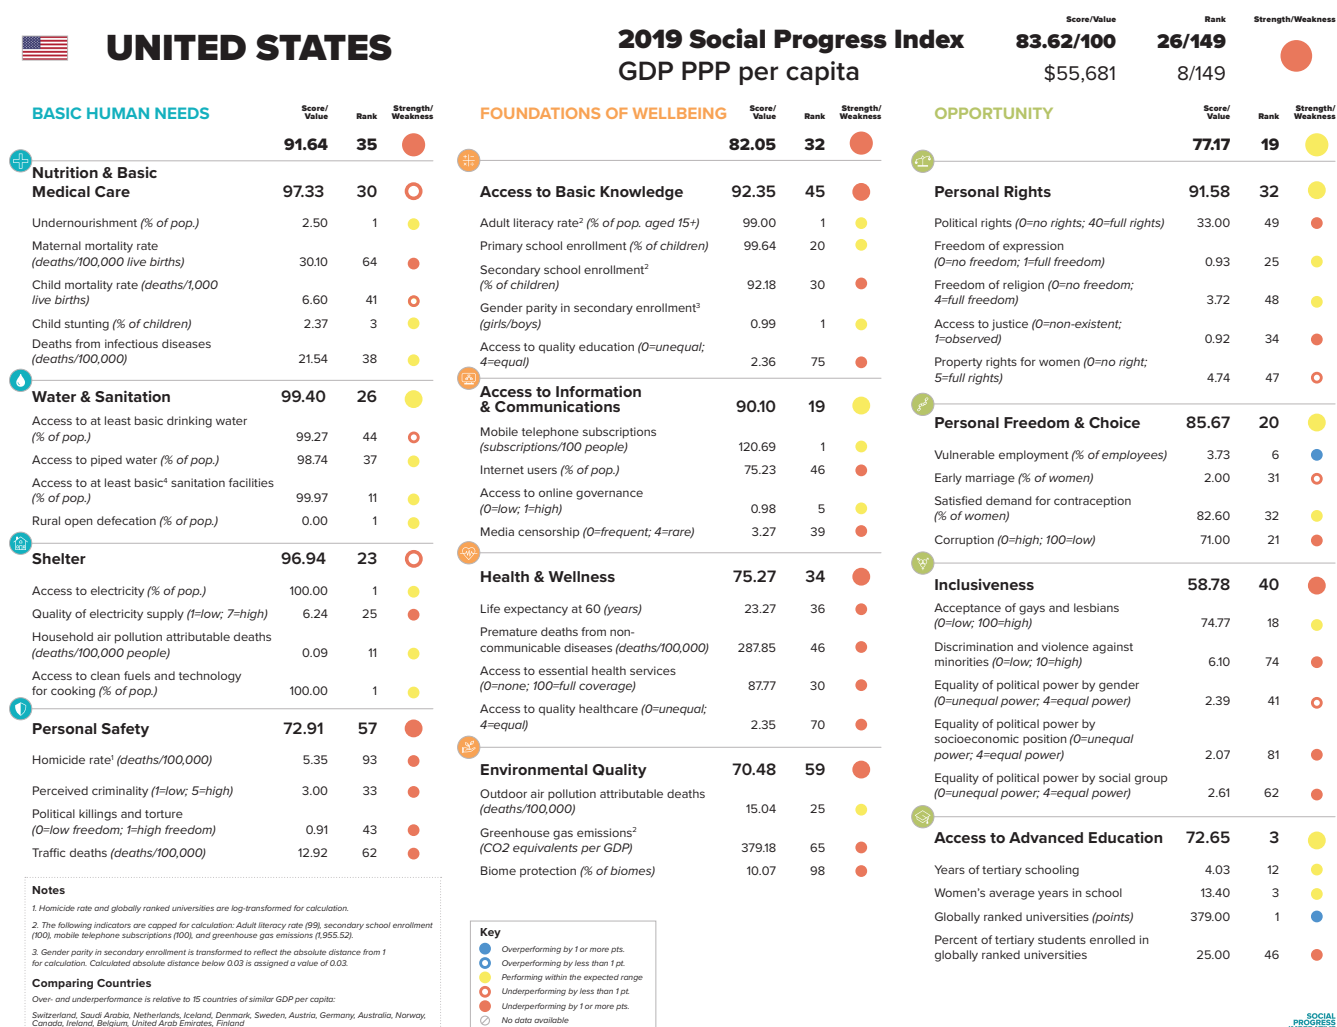 UNITED STATES
2019 Social Progress Index
GDP PPP per capita
Score/Value Rank Strength/Weakness
83.62/100 26/149
$55,681 8/149
BASIC HUMAN NEEDS
Score/
Value Rank Strength/
Weakness
91.64 35
Nutrition & Basic
Medical Care 97.33 30
Undernourishment (% of pop.) 2.50 1
Maternal mortality rate
(deaths/100,000 live births) 30.10 64
Child mortality rate (deaths/1,000
live births) 6.60 41
Child stunting (% of children) 2.37 3
Deaths from infectious diseases
(deaths/100,000) 21.54 38
Water & Sanitation 99.40 26
Access to at least basic drinking water
(% of pop.) 99.27 44
Access to piped water (% of pop.) 98.74 37
Access to at least basic⁴ sanitation facilities
(% of pop.) 99.97 11
Rural open defecation (% of pop.) 0.00 1
Shelter 96.94 23
Access to electricity (% of pop.) 100.00 1
Quality of electricity supply (1=low; 7=high) 6.24 25
Household air pollution attributable deaths
(deaths/100,000 people) 0.09 11
Access to clean fuels and technology
for cooking (% of pop.) 100.00 1
Personal Safety 72.91 57
Homicide rate¹ (deaths/100,000) 5.35 93
Perceived criminality (1=low; 5=high) 3.00 33
Political killings and torture
(0=low freedom; 1=high freedom) 0.91 43
Traffic deaths (deaths/100,000) 12.92 62
Notes
1. Homicide rate and globally ranked universities are log-transformed for calculation.
2. The following indicators are capped for calculation: Adult literacy rate (99), secondary school enrollment
(100), mobile telephone subscriptions (100), and greenhouse gas emissions (1,955.52).
3. Gender parity in secondary enrollment is transformed to reflect the absolute distance from 1
for calculation. Calculated absolute distance below 0.03 is assigned a value of 0.03.
Comparing Countries
Over- and underperformance is relative to 15 countries of similar GDP per capita:
Switzerland, Saudi Arabia, Netherlands, Iceland, Denmark, Sweden, Austria, Germany, Australia, Norway,
Canada, Ireland, Belgium, United Arab Emirates, Finland
FOUNDATIONS OF WELLBEING
Score/
Value Rank Strength/
Weakness
82.05 32
Access to Basic Knowledge 92.35 45
Adult literacy rate² (% of pop. aged 15+) 99.00 1
Primary school enrollment (% of children) 99.64 20
Secondary school enrollment²
(% of children) 92.18 30
Gender parity in secondary enrollment³
(girls/boys) 0.99 1
Access to quality education (0=unequal;
4=equal) 2.36 75
Access to Information
& Communications 90.10 19
Mobile telephone subscriptions
(subscriptions/100 people) 120.69 1
Internet users (% of pop.) 75.23 46
Access to online governance
(0=low; 1=high) 0.98 5
Media censorship (0=frequent; 4=rare) 3.27 39
Health & Wellness 75.27 34
Life expectancy at 60 (years) 23.27 36
Premature deaths from non-
communicable diseases (deaths/100,000) 287.85 46
Access to essential health services
(0=none; 100=full coverage) 87.77 30
Access to quality healthcare (0=unequal;
4=equal) 2.35 70
Environmental Quality 70.48 59
Outdoor air pollution attributable deaths
(deaths/100,000) 15.04 25
Greenhouse gas emissions²
(CO2 equivalents per GDP) 379.18 65
Biome protection (% of biomes) 10.07 98
Key
Overperforming by 1 or more pts.
Overperforming by less than 1 pt.
Performing within the expected range
Underperforming by less than 1 pt.
Underperforming by 1 or more pts.
No data available
OPPORTUNITY
Score/
Value Rank Strength/
Weakness
77.17 19
Personal Rights 91.58 32
Political rights (0=no rights; 40=full rights) 33.00 49
Freedom of expression
(0=no freedom; 1=full freedom) 0.93 25
Freedom of religion (0=no freedom;
4=full freedom) 3.72 48
Access to justice (0=non-existent;
1=observed) 0.92 34
Property rights for women (0=no right;
5=full rights) 4.74 47
Personal Freedom & Choice 85.67 20
Vulnerable employment (% of employees) 3.73 6
Early marriage (% of women) 2.00 31
Satisfied demand for contraception
(% of women) 82.60 32
Corruption (0=high; 100=low) 71.00 21
Inclusiveness 58.78 40
Acceptance of gays and lesbians
(0=low; 100=high) 74.77 18
Discrimination and violence against
minorities (0=low; 10=high) 6.10 74
Equality of political power by gender
(0=unequal power; 4=equal power) 2.39 41
Equality of political power by
socioeconomic position (0=unequal
power; 4=equal power) 2.07 81
Equality of political power by social group
(0=unequal power; 4=equal power) 2.61 62
Access to Advanced Education 72.65 3
Years of tertiary schooling 4.03 12
Women's average years in school 13.40 3
Globally ranked universities (points) 379.00 1
Percent of tertiary students enrolled in
globally ranked universities 25.00 46
SOCIAL
PROGRESS